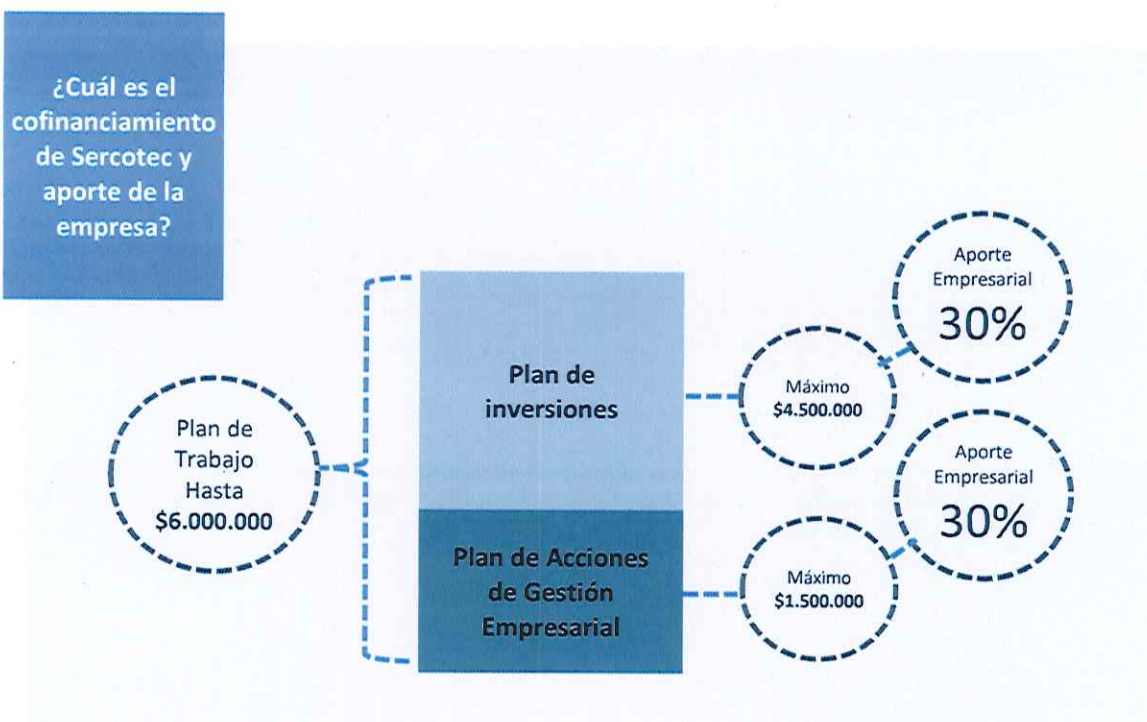 ¿Cuál es el
cofinanciamiento
de Sercotec y
aporte de la
empresa?
Plan de
Trabajo
Hasta
$6.000.000
Plan de
inversiones
Máximo
$4.500.000
Aporte
Empresarial
30%
Plan de Acciones
de Gestión
Empresarial
Máximo
$1.500.000
Aporte
Empresarial
30%